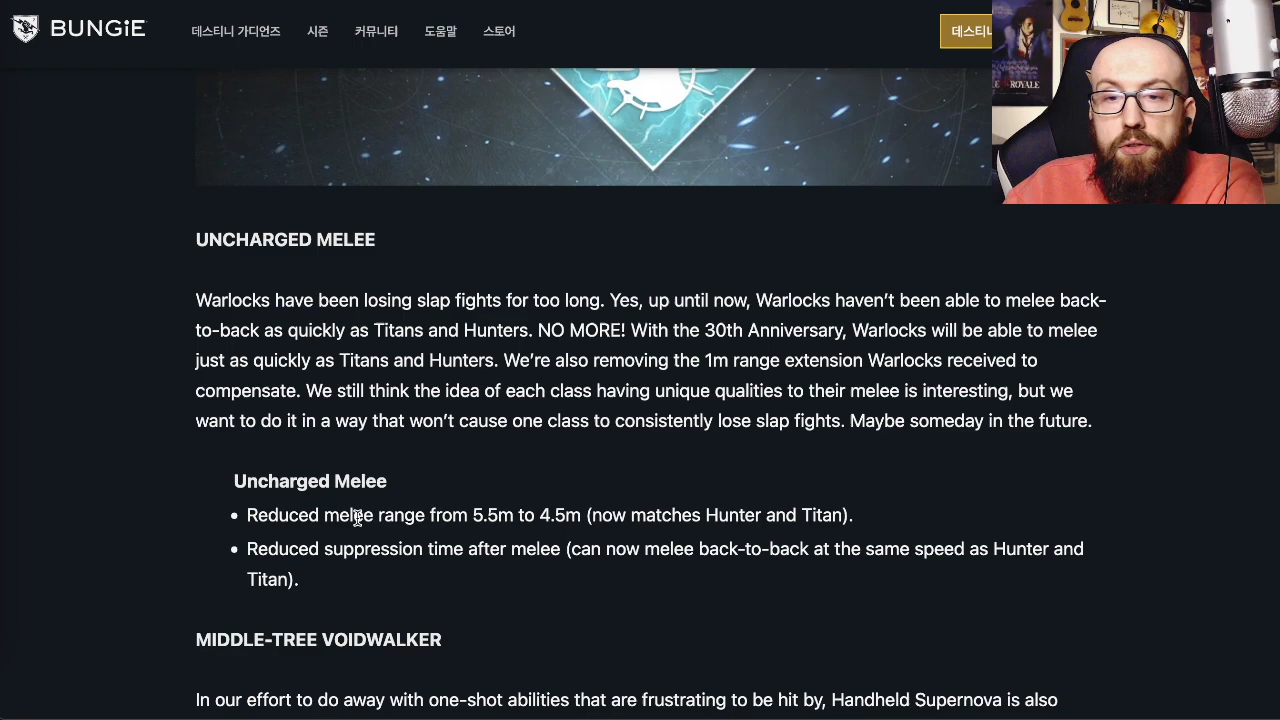 BUNGiE
데스티니 가디언즈 시즌 커뮤니티 도움말 스토어
데스티니
ROYALE
UNCHARGED MELEE
Warlocks have been losing slap fights for too long. Yes, up until now, Warlocks haven’t been able to melee back-
to-back as quickly as Titans and Hunters. NO MORE! With the 30th Anniversary, Warlocks will be able to melee
just as quickly as Titans and Hunters. We’re also removing the 1m range extension Warlocks received to
compensate. We still think the idea of each class having unique qualities to their melee is interesting, but we
want to do it in a way that won’t cause one class to consistently lose slap fights. Maybe someday in the future.
Uncharged Melee
• Reduced melee range from 5.5m to 4.5m (now matches Hunter and Titan).
• Reduced suppression time after melee (can now melee back-to-back at the same speed as Hunter and
Titan).
MIDDLE-TREE VOIDWALKER
In our effort to do away with one-shot abilities that are frustrating to be hit by, Handheld Supernova is also